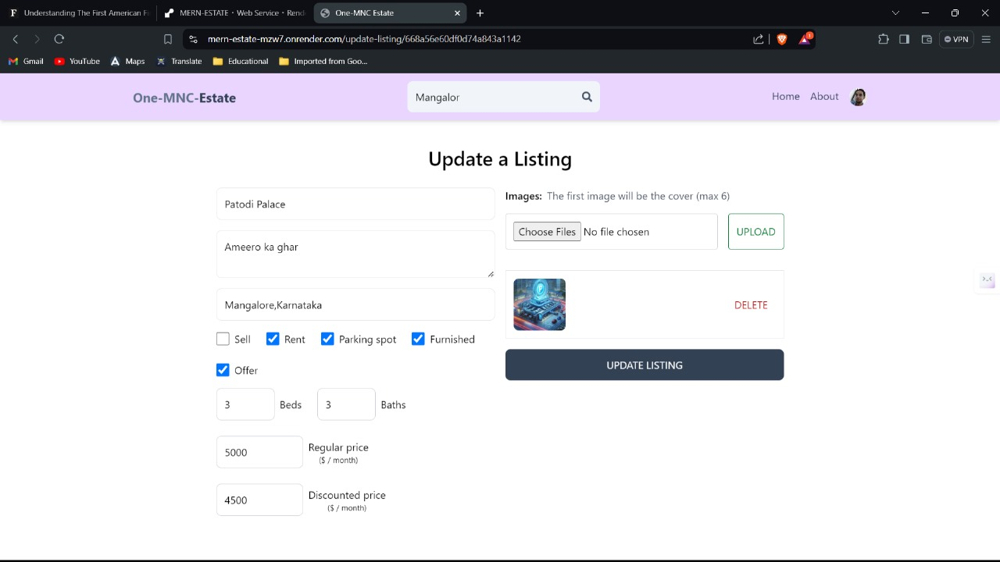 Understanding The First American Fi
MERN-ESTATE • Web Service • Rend
One-MNC Estate
mern-estate-mzw7.onrender.com/update-listing/668a56e60df0d74a843a1142
1
VPN
Gmail
YouTube
Maps
Translate
Educational
Imported from Goo...
One-MNC-Estate
Mangalor
Home
About
Update a Listing
Patodi Palace
Ameero ka ghar
Mangalore,Karnataka
Sell
Rent
Parking spot
Furnished
Offer
3
Beds
3
Baths
5000
Regular price
($ / month)
4500
Discounted price
($ / month)
Images: The first image will be the cover (max 6)
Choose Files No file chosen
UPLOAD
DELETE
UPDATE LISTING